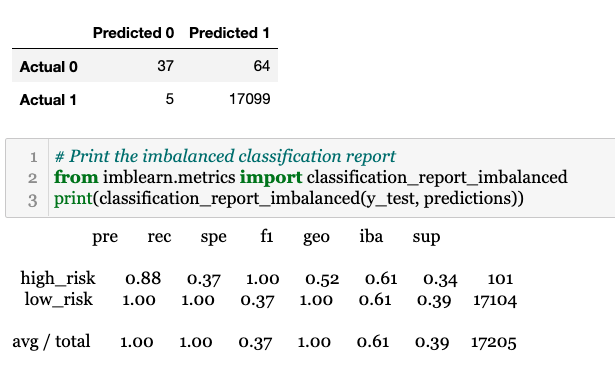 Predicted 0 Predicted 1
Actual 0 37 64
Actual 1 5 17099
1 # Print the imbalanced classification report
2 from imblearn.metrics import classification_report_imbalanced
3 print(classification_report_imbalanced(y_test, predictions))
pre rec spe f1 geo iba sup
high_risk 0.88 0.37 1.00 0.52 0.61 0.34 101
low_risk 1.00 1.00 0.37 1.00 0.61 0.39 17104
avg / total 1.00 1.00 0.37 1.00 0.61 0.39 17205